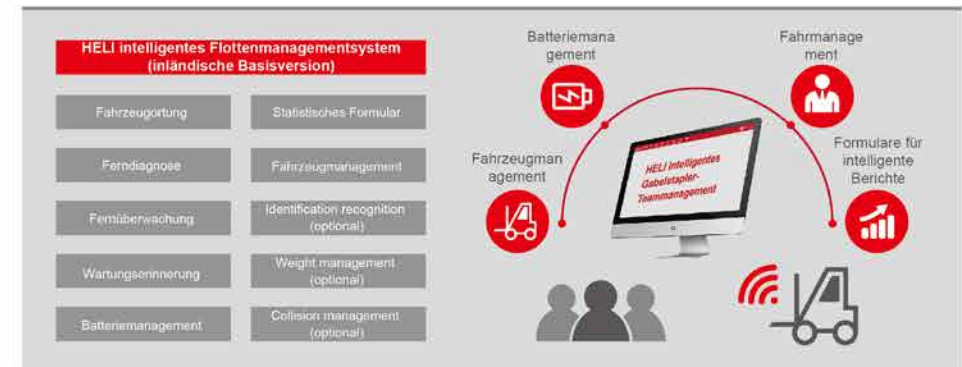 HELI intelligentes Flottenmanagementsystem
(inländische Basisversion)
Fahrzeugortung
Statistisches Formular
Ferndiagnose
Fahrzeugmanagement
Fernüberwachung
Identification recognition
(optional)
Wartungserinnerung
Weight management
(optional)
Batteriemanagement
Collision management
(optional)
Batteriemana
gement
Fahrmanage
ment
Fahrzeugman
agement
Formulare für
intelligente
Berichte
HELI Intelligentes
Gabelstapler-
Teammanagement